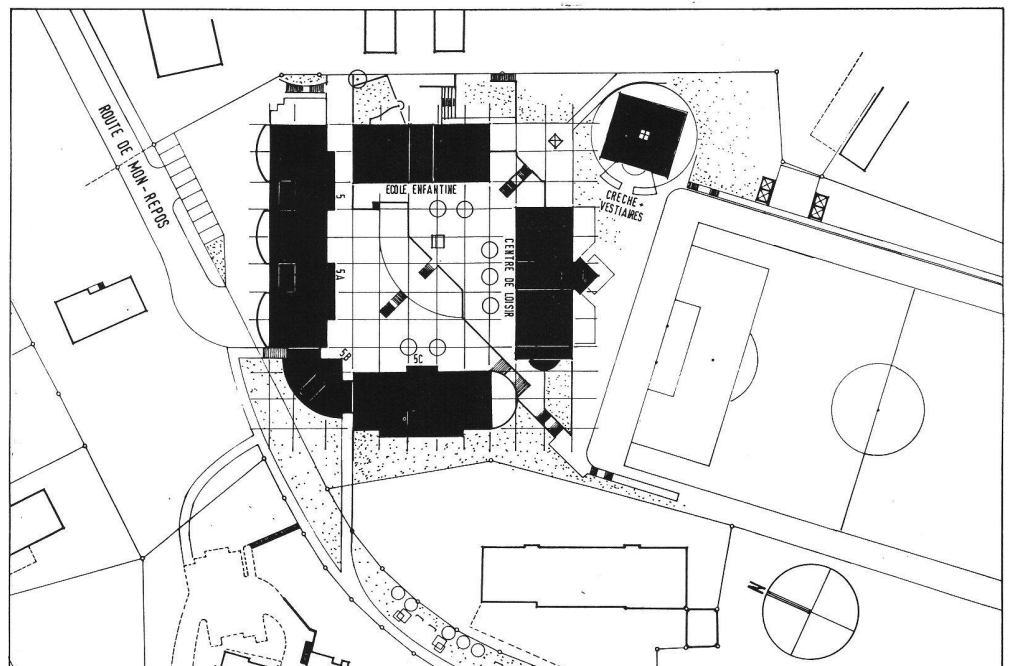 ROUTE DE MON-REPOS
ECOLE ENFANTINE
CRECHE +
VESTIAIRES
5
5A
CENTRE DE LOISIR
5B
5C
N